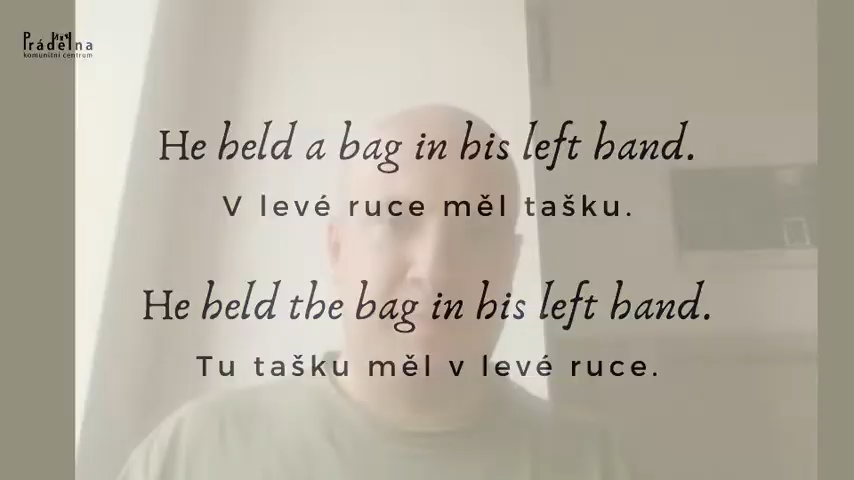 Prádelna
komunitní centrum
He held a bag in his left hand.
V levé ruce měl tašku.
He held the bag in his left hand.
Tu tašku měl v levé ruce.